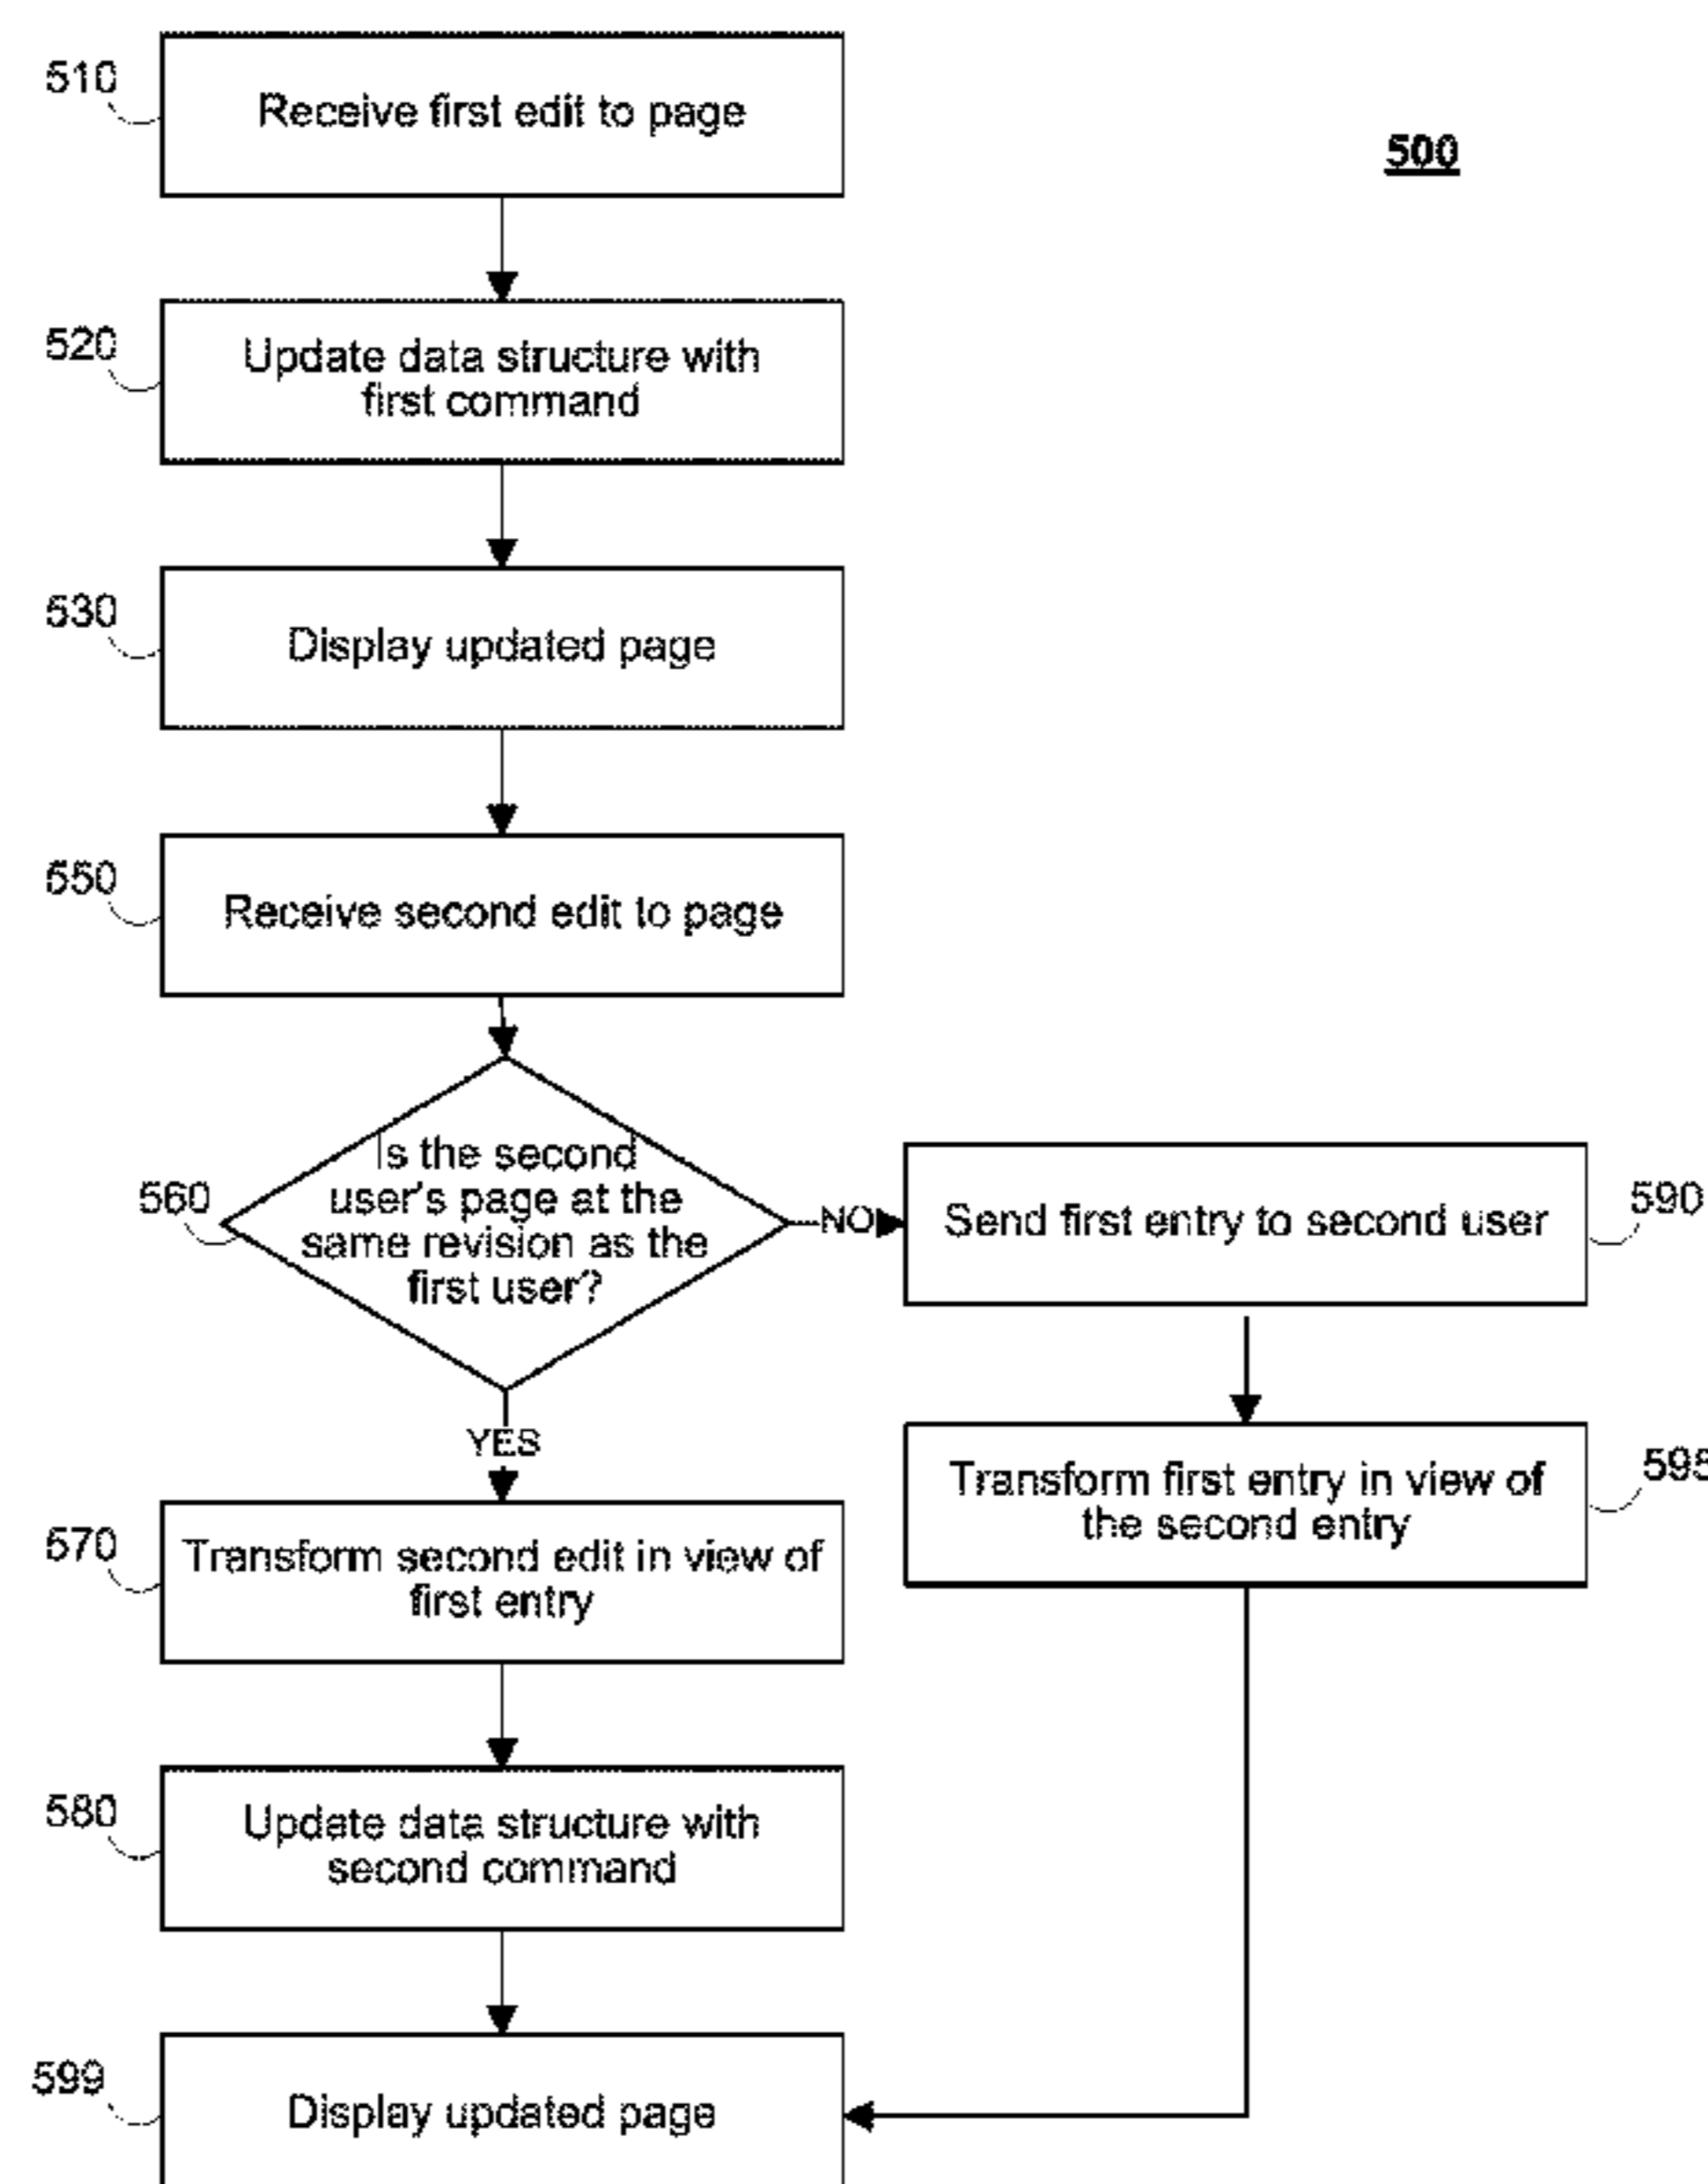 510
Receive first edit to page
500
520
Update data structure with
first command
530
Display updated page
550
Receive second edit to page
560
Is the second
user's page at the
same revision as the
first user?
NO
Send first entry to second user
590
YES
Transform first entry in view of
the second entry
570
Transform second edit in view of
first entry
580
Update data structure with
second command
599
Display updated page